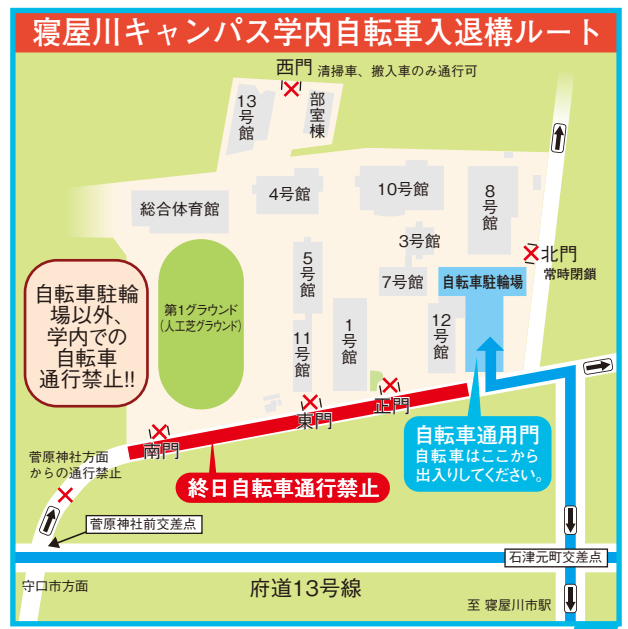 寝屋川キャンパス学内自転車入退構ルート
西門 清掃車、搬入車のみ通行可
13号館
部室棟
総合体育館
4号館
10号館
8号館
3号館
北門
常時閉鎖
5号館
7号館
自転車駐輪場
自転車駐輪
場以外、
学内での
自転車
通行禁止!!
第1グラウンド
(人工芝グラウンド)
11号館
1号館
12号館
正門
東門
南門
自転車通用門
自転車はここから
出入りしてください。
菅原神社方面
からの通行禁止
終日自転車通行禁止
菅原神社前交差点
石津元町交差点
守口市方面
府道13号線
至 寝屋川市駅